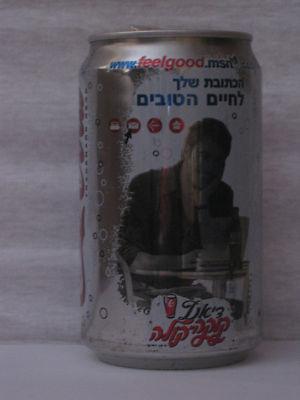 www.feelgood.msn
הכתובת שלך
לחיים הטובים
דיאט
קוקה-קולה